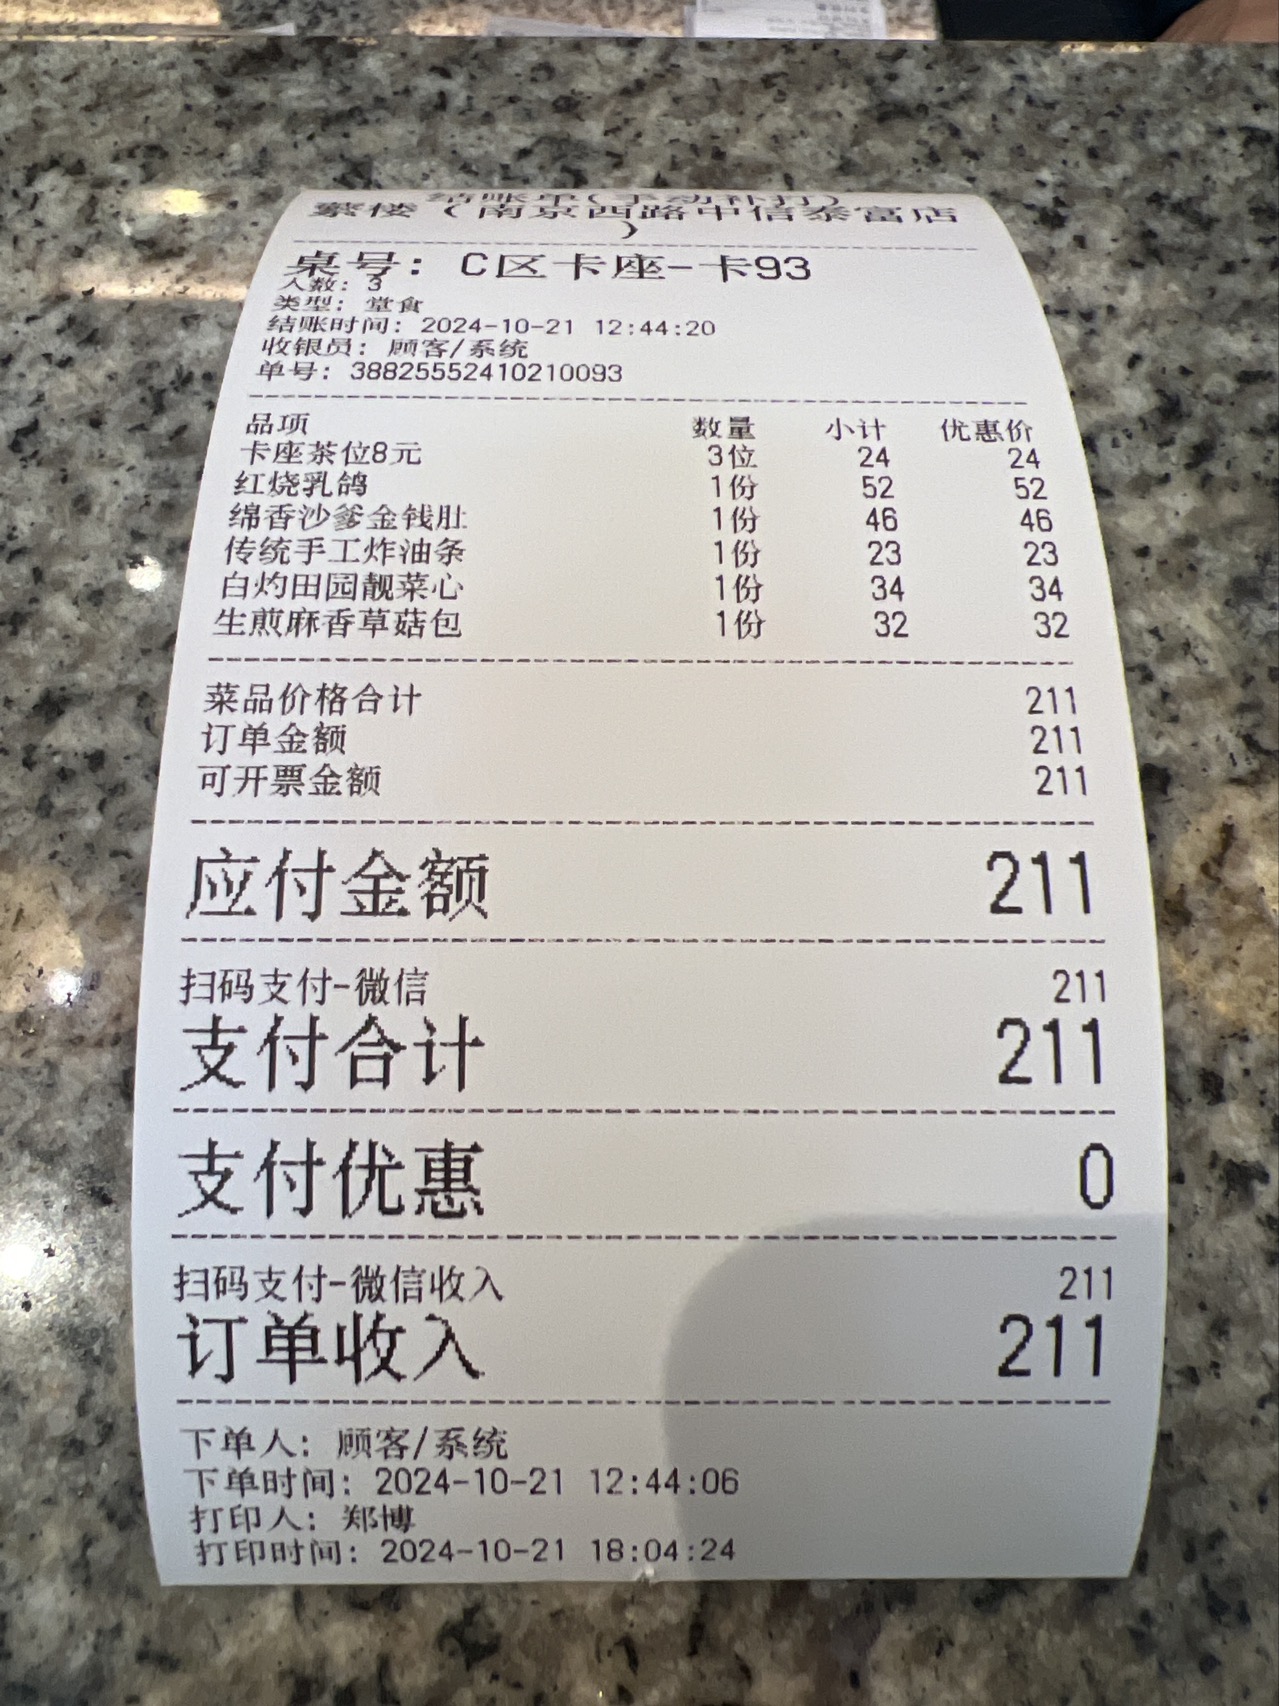 结账单(手动补打)
蘩楼（南京西路中信泰富店
）
桌号: C区卡座-卡93
人数: 3
类型: 堂食
结账时间: 2024-10-21 12:44:20
收银员: 顾客/系统
单号: 38825552410210093
品项 数量 小计 优惠价
卡座茶位8元 3位 24 24
红烧乳鸽 1份 52 52
绵香沙爹金钱肚 1份 46 46
传统手工炸油条 1份 23 23
白灼田园靓菜心 1份 34 34
生煎麻香草菇包 1份 32 32
菜品价格合计 211
订单金额 211
可开票金额 211
应付金额 211
扫码支付-微信 211
支付合计 211
支付优惠 0
扫码支付-微信收入 211
订单收入 211
下单人: 顾客/系统
下单时间: 2024-10-21 12:44:06
打印人: 郑博
打印时间: 2024-10-21 18:04:24